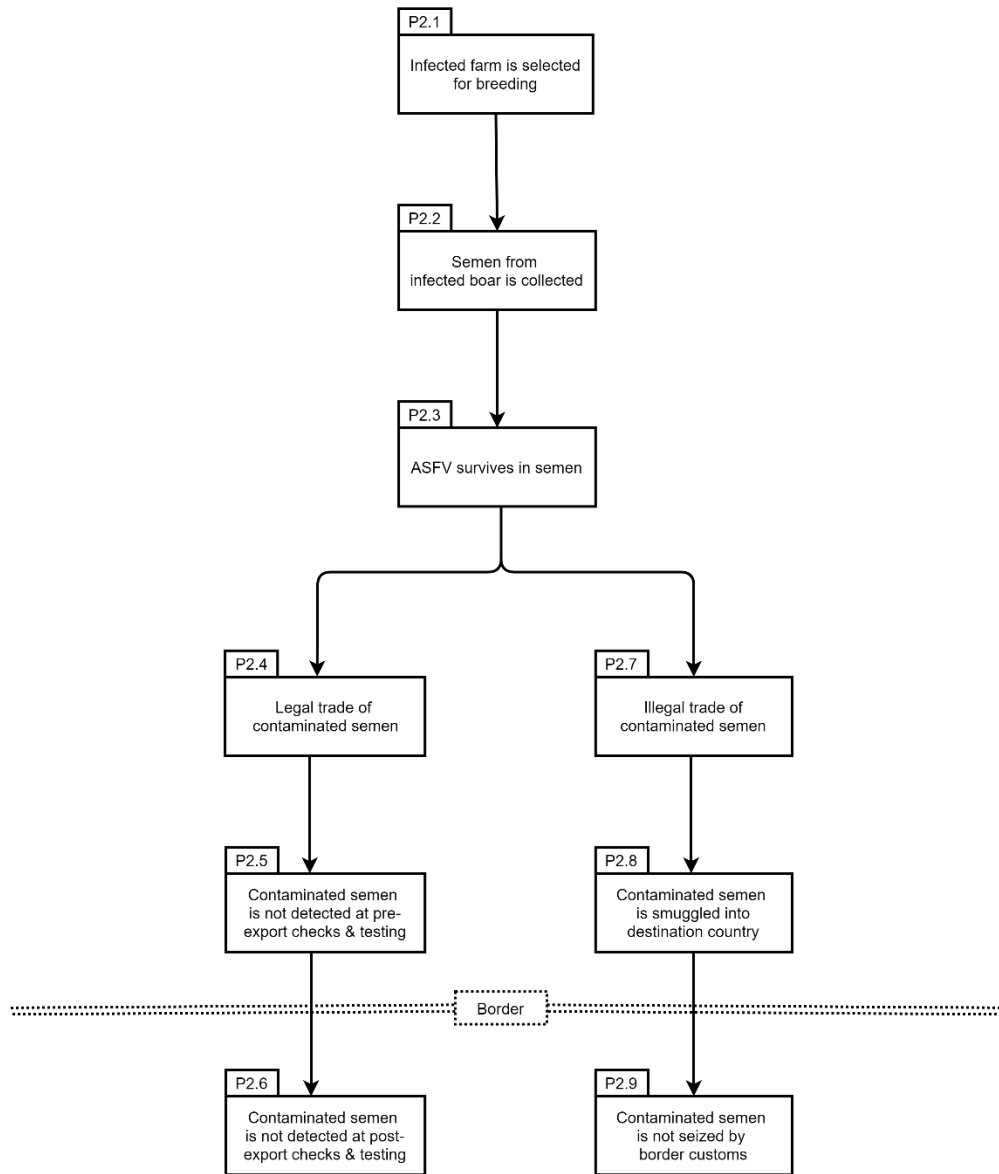 P2.1
Infected farm is selected
for breeding
P2.2
Semen from
infected boar is collected
P2.3
ASFV survives in semen
P2.4
Legal trade of
contaminated semen
P2.7
Illegal trade of
contaminated semen
P2.5
Contaminated semen
is not detected at pre-
export checks & testing
P2.8
Contaminated semen
is smuggled into
destination country
Border
P2.6
Contaminated semen
is not detected at post-
export checks & testing
P2.9
Contaminated semen
is not seized by
border customs